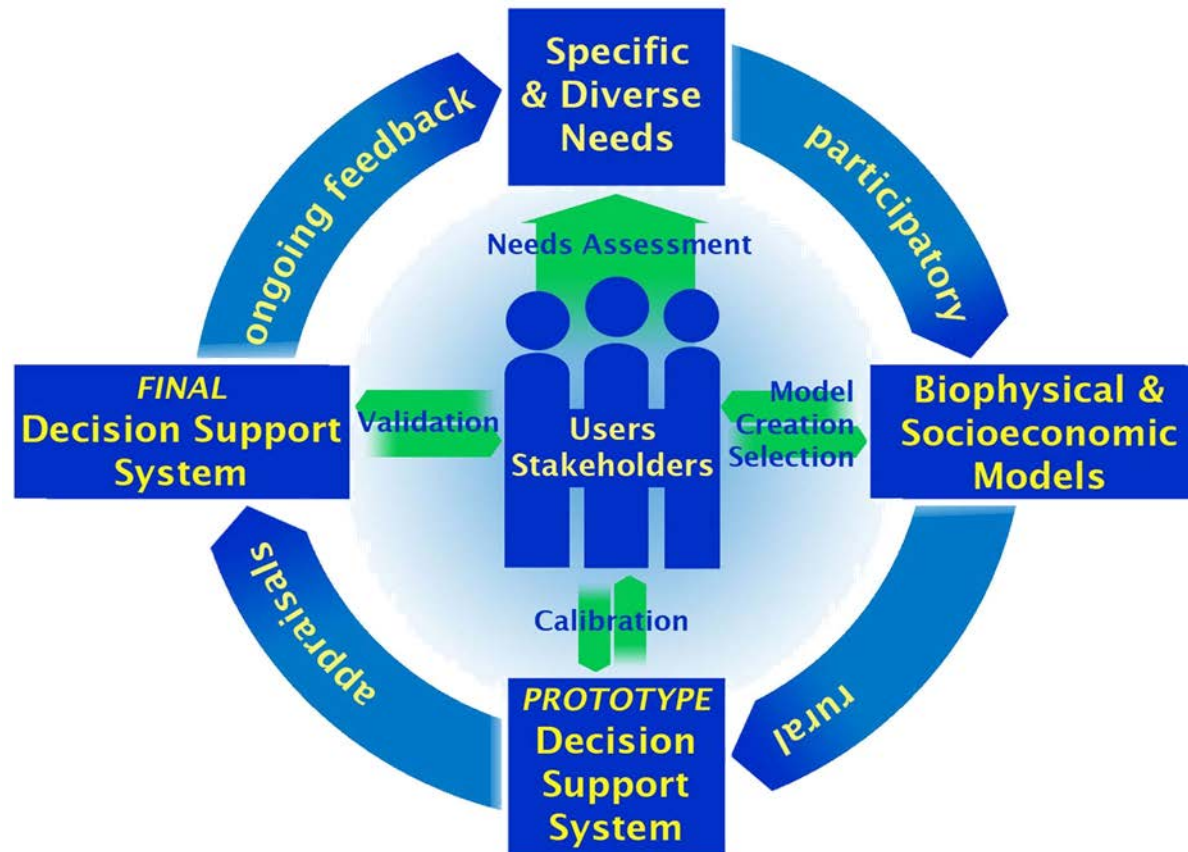 Specific
& Diverse
Needs
participatory
Biophysical &
Socioeconomic
Models
rural
PROTOTYPE
Decision
Support
System
appraisals
FINAL
Decision Support
System
ongoing feedback
Needs Assessment
Model
Creation
Selection
Calibration
Validation
Users
Stakeholders